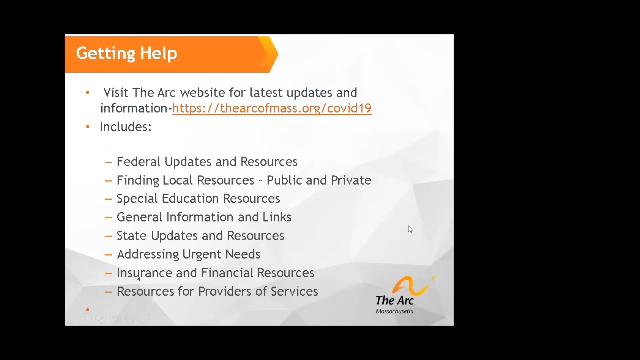 Getting Help
• Visit The Arc website for latest updates and
information-https://thearcofmass.org/covid19
• Includes:
– Federal Updates and Resources
– Finding Local Resources – Public and Private
– Special Education Resources
– General Information and Links
– State Updates and Resources
– Addressing Urgent Needs
– Insurance and Financial Resources
– Resources for Providers of Services
•
The Arc
Massachusetts